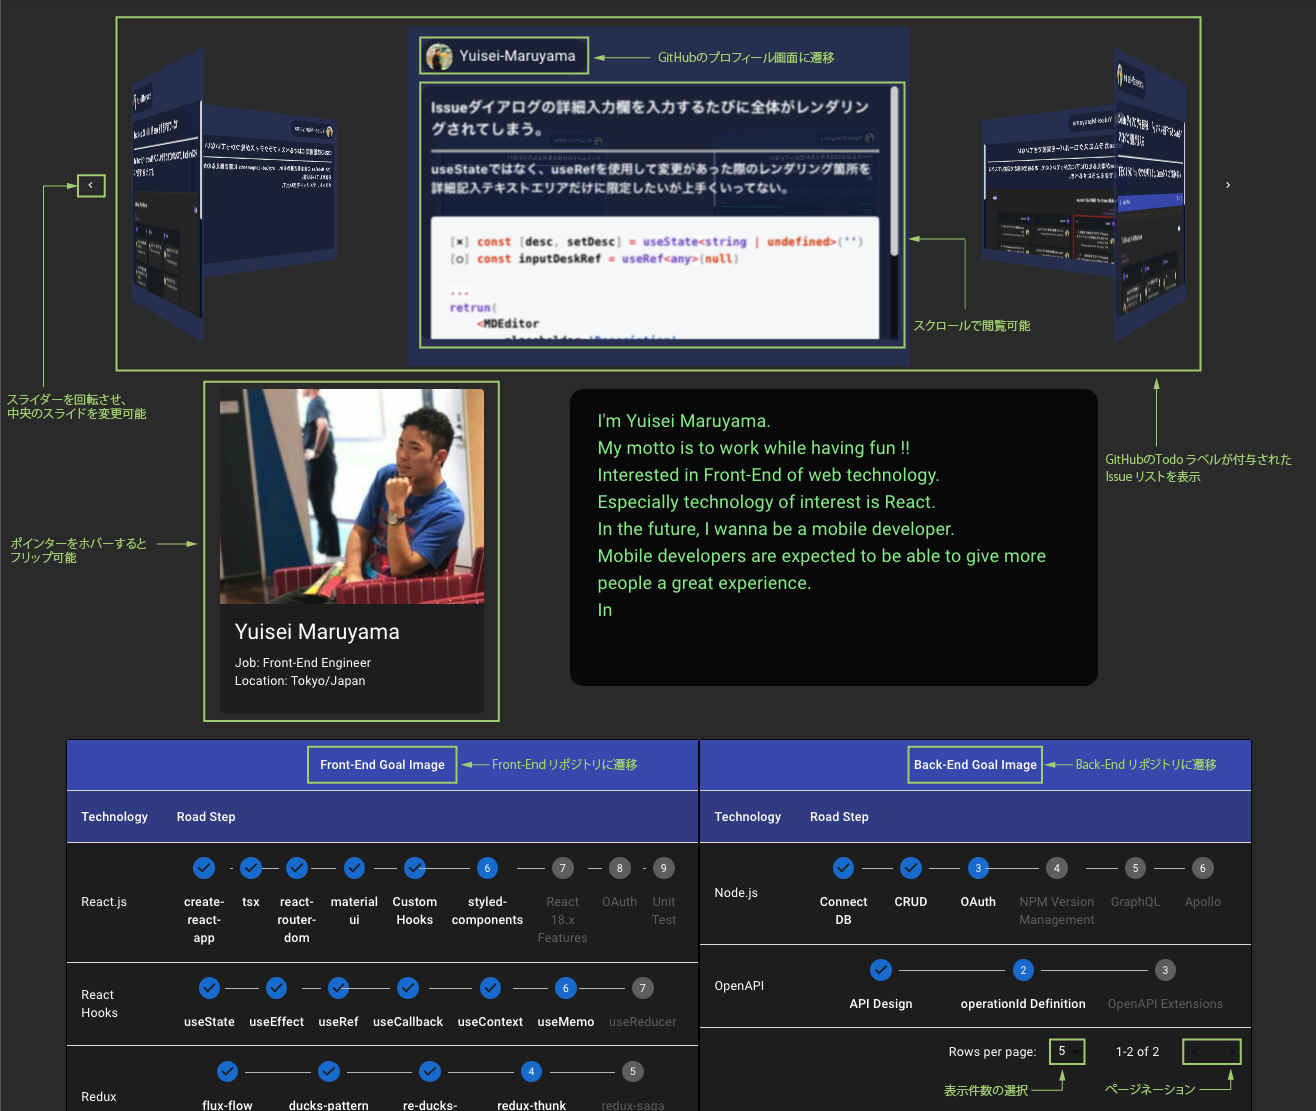 Yuisei-Maruyama
GitHubのプロフィール画面に遷移
Issueダイアログの詳細入力欄を入力するたびに全体がレンダリン
グされてしまう。
useStateではなく、useRefを使用して変更があった際のレンダリング箇所を
詳細記入テキストエリアだけに限定したいが上手くいってない。
[×] const [desc, setDesc] = useState<string | undefined>('')
[○] const inputDeskRef = useRef<any>(null)
...
retrun(
<MDEditor
スクロールで閲覧可能
スライダーを回転させ、
中央のスライドを変更可能
GitHubのTodo ラベルが付与された
Issue リストを表示
ポインターをホバーすると
フリップ可能
Yuisei Maruyama
Job: Front-End Engineer
Location: Tokyo/Japan
I'm Yuisei Maruyama.
My motto is to work while having fun !!
Interested in Front-End of web technology.
Especially technology of interest is React.
In the future, I wanna be a mobile developer.
Mobile developers are expected to be able to give more
people a great experience.
In
Front-End Goal Image
Front-End リポジトリに遷移
Technology Road Step
React.js
6 7 8 9
create-react-app
tsx
react-router-dom
material ui
Custom Hooks
styled-components
React 18.x Features
OAuth
Unit Test
React Hooks
6 7
useState useEffect useRef useCallback useContext useMemo useReducer
Redux
4 5
flux-flow ducks-pattern re-ducks- redux-thunk redux-saga
Back-End Goal Image
Back-End リポジトリに遷移
Technology Road Step
Node.js
3 4 5 6
Connect DB
CRUD
OAuth
NPM Version Management
GraphQL
Apollo
OpenAPI
2 3
API Design operationId Definition OpenAPI Extensions
Rows per page: 5 1-2 of 2
表示件数の選択
ページネーション